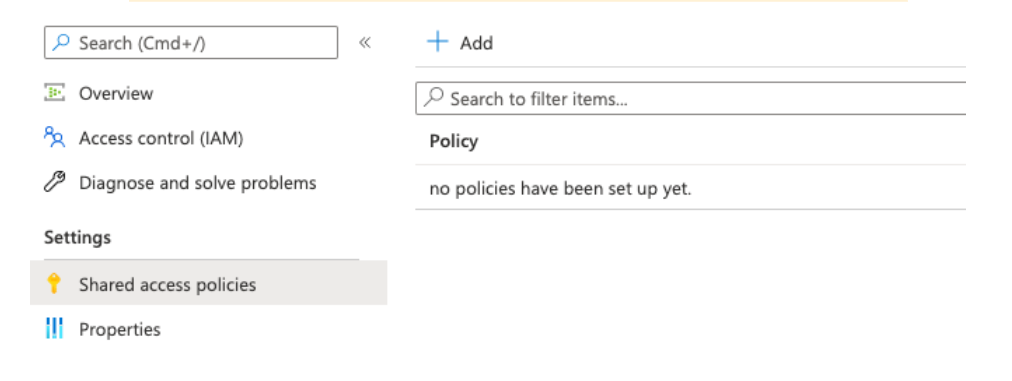 Search (Cmd+/)
«
Add
Overview
Search to filter items...
Access control (IAM)
Policy
Diagnose and solve problems
no policies have been set up yet.
Settings
Shared access policies
Properties